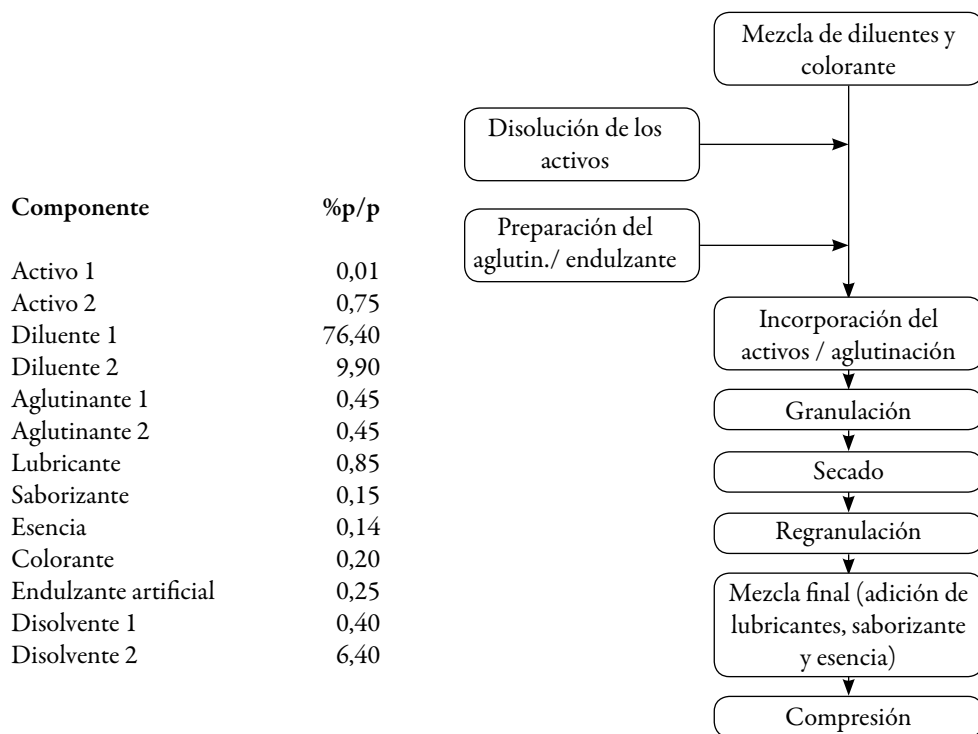 Componente %p/p
Activo 1 0,01
Activo 2 0,75
Diluente 1 76,40
Diluente 2 9,90
Aglutinante 1 0,45
Aglutinante 2 0,45
Lubricante 0,85
Saborizante 0,15
Esencia 0,14
Colorante 0,20
Endulzante artificial 0,25
Disolvente 1 0,40
Disolvente 2 6,40
Mezcla de diluentes y
colorante
Disolución de los
activos
Preparación del
aglutin./ endulzante
Incorporación del
activos / aglutinación
Granulación
Secado
Regranulación
Mezcla final (adición de
lubricantes, saborizante
y esencia)
Compresión